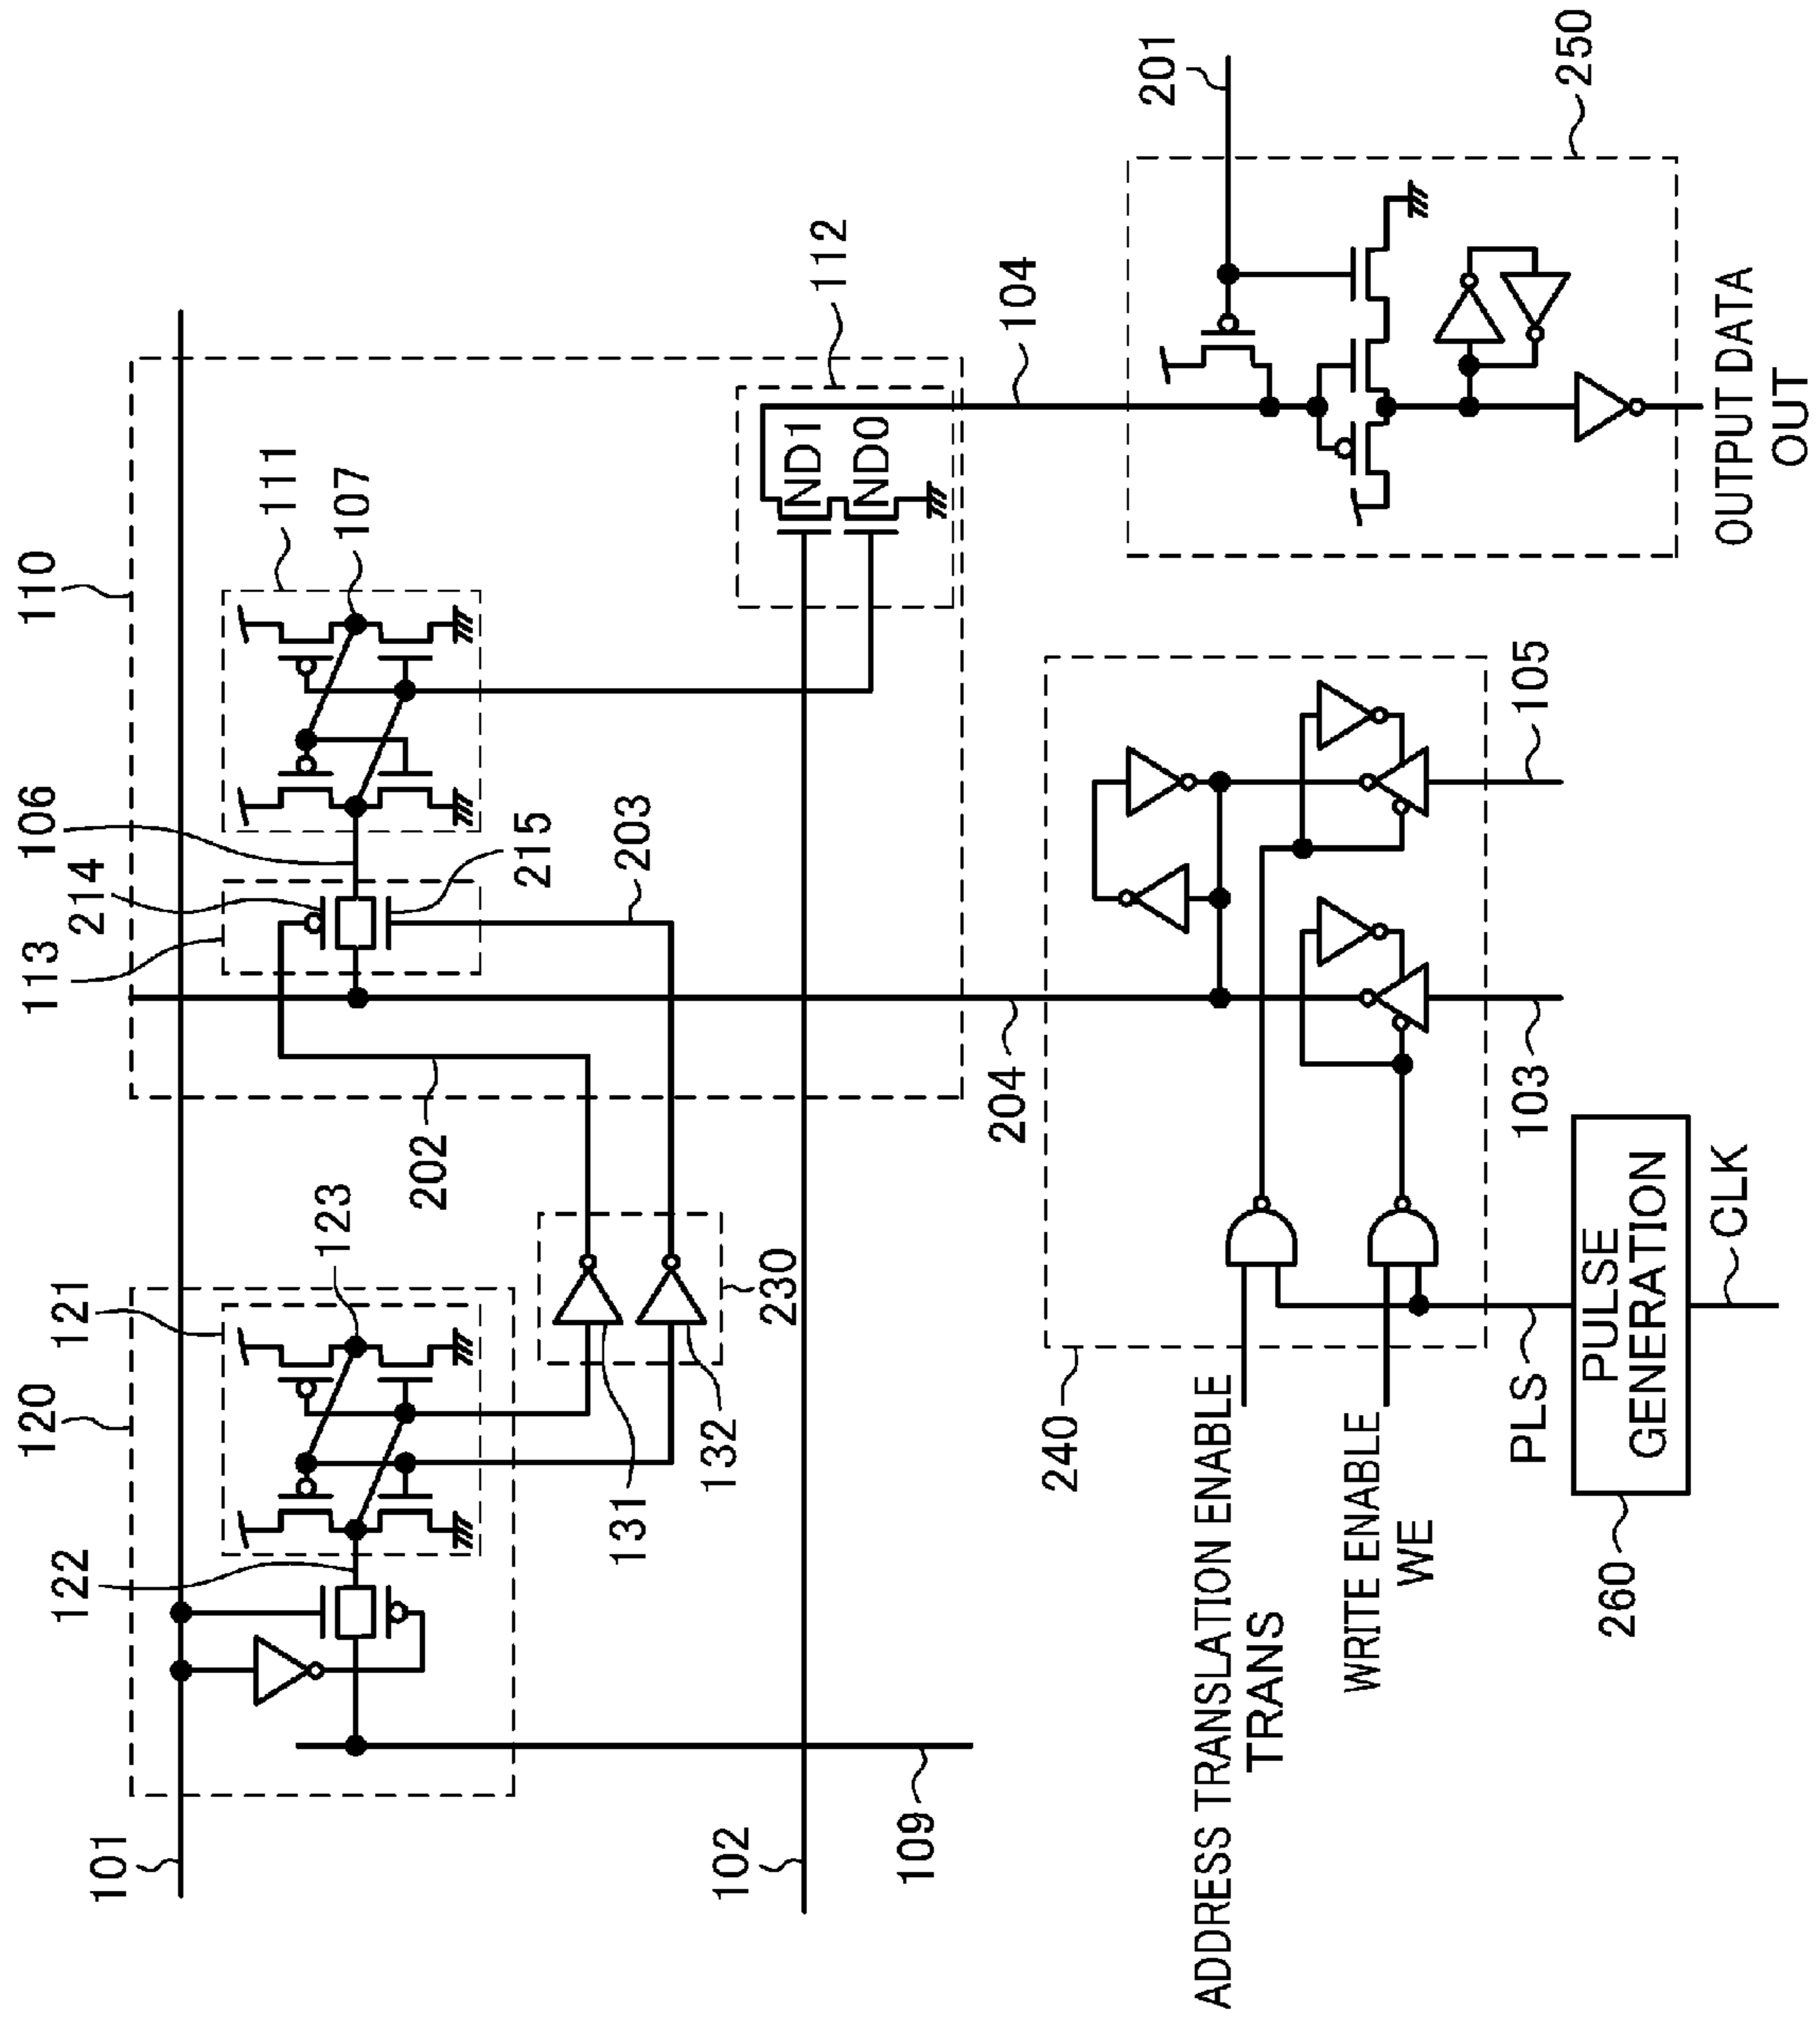 110
111
107
106
214
113
215
203
202
112
ND1
ND0
104
201
250
OUTPUT DATA
OUT
120
121
123
122
131
132
230
101
102
109
204
240
105
103
ADDRESS TRANSLATION ENABLE
TRANS
WRITE ENABLE
WE
PLS
PULSE
GENERATION
260
CLK